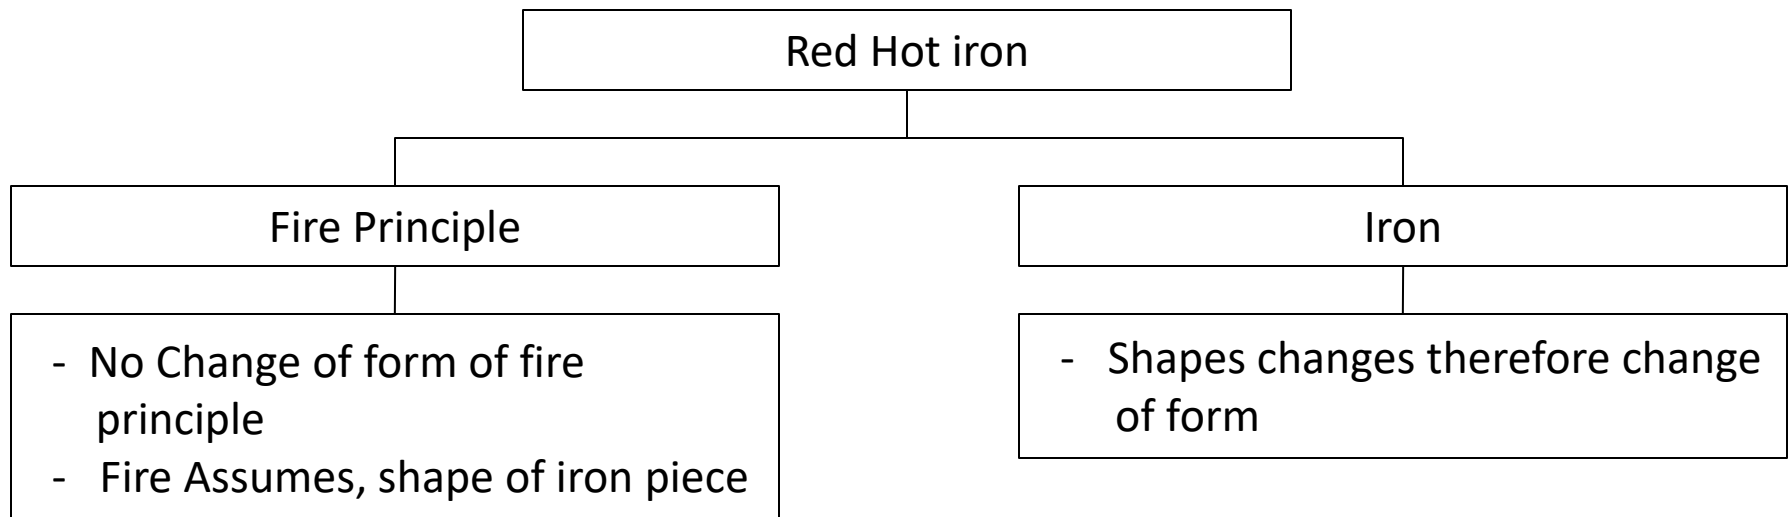 Red Hot iron
Fire Principle
Iron
- No Change of form of fire
principle
- Fire Assumes, shape of iron piece
- Shapes changes therefore change
of form